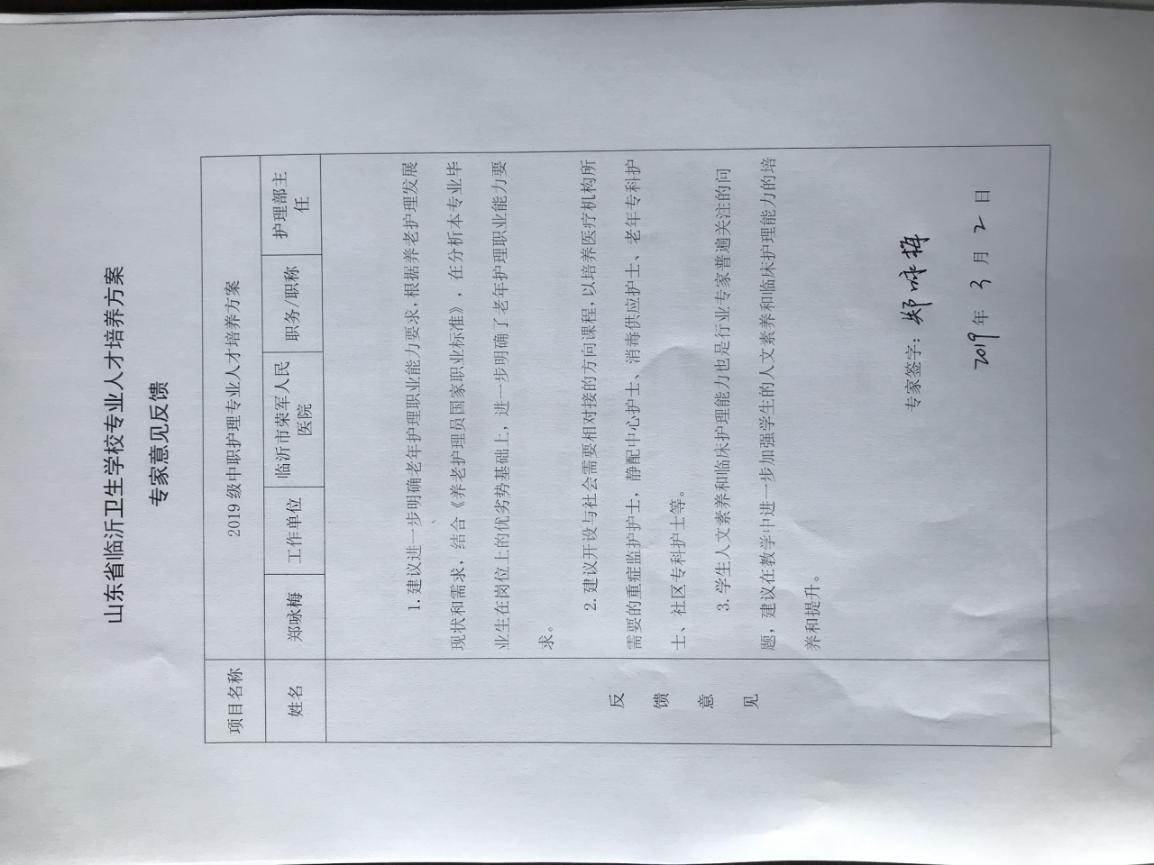 山东省临沂卫生学校专业人才培养方案
专家意见反馈
项目名称 2019 级中职护理专业人才培养方案
姓名 郑咏梅 工作单位 临沂市荣军人民医院 职务/职称 护理部主任
反馈意见
1.建议进一步明确老年护理职业能力要求,根据养老护理发展
现状和需求，结合《养老护理员国家职业标准》，在分析本专业毕
业生在岗位上的优劣势基础上，进一步明确了老年护理职业能力要
求。
2.建议开设与社会需要相对接的方向课程,以培养医疗机构所
需要的重症监护护士，静配中心护士、消毒供应护士、老年专科护
士、社区专科护士等。
3.学生人文素养和临床护理能力也是行业专家普遍关注的问
题，建议在教学中进一步加强学生的人文素养和临床护理能力的培
养和提升。
专家签字：郑咏梅
2019年 3 月 2 日